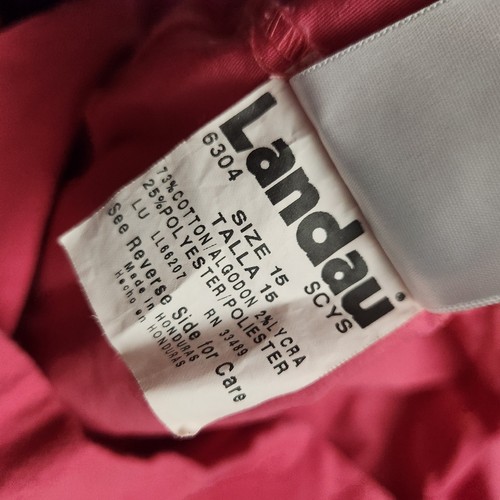 Landau
6304 SCYS
SIZE 15
TALLA 15
73%COTTON/ALGODON 2%LYCRA
25%POLYESTER/POLIESTER
LU LL66207 RN 33489
See Reverse Side for Care
Made in HONDURAS
Hecho en HONDURAS